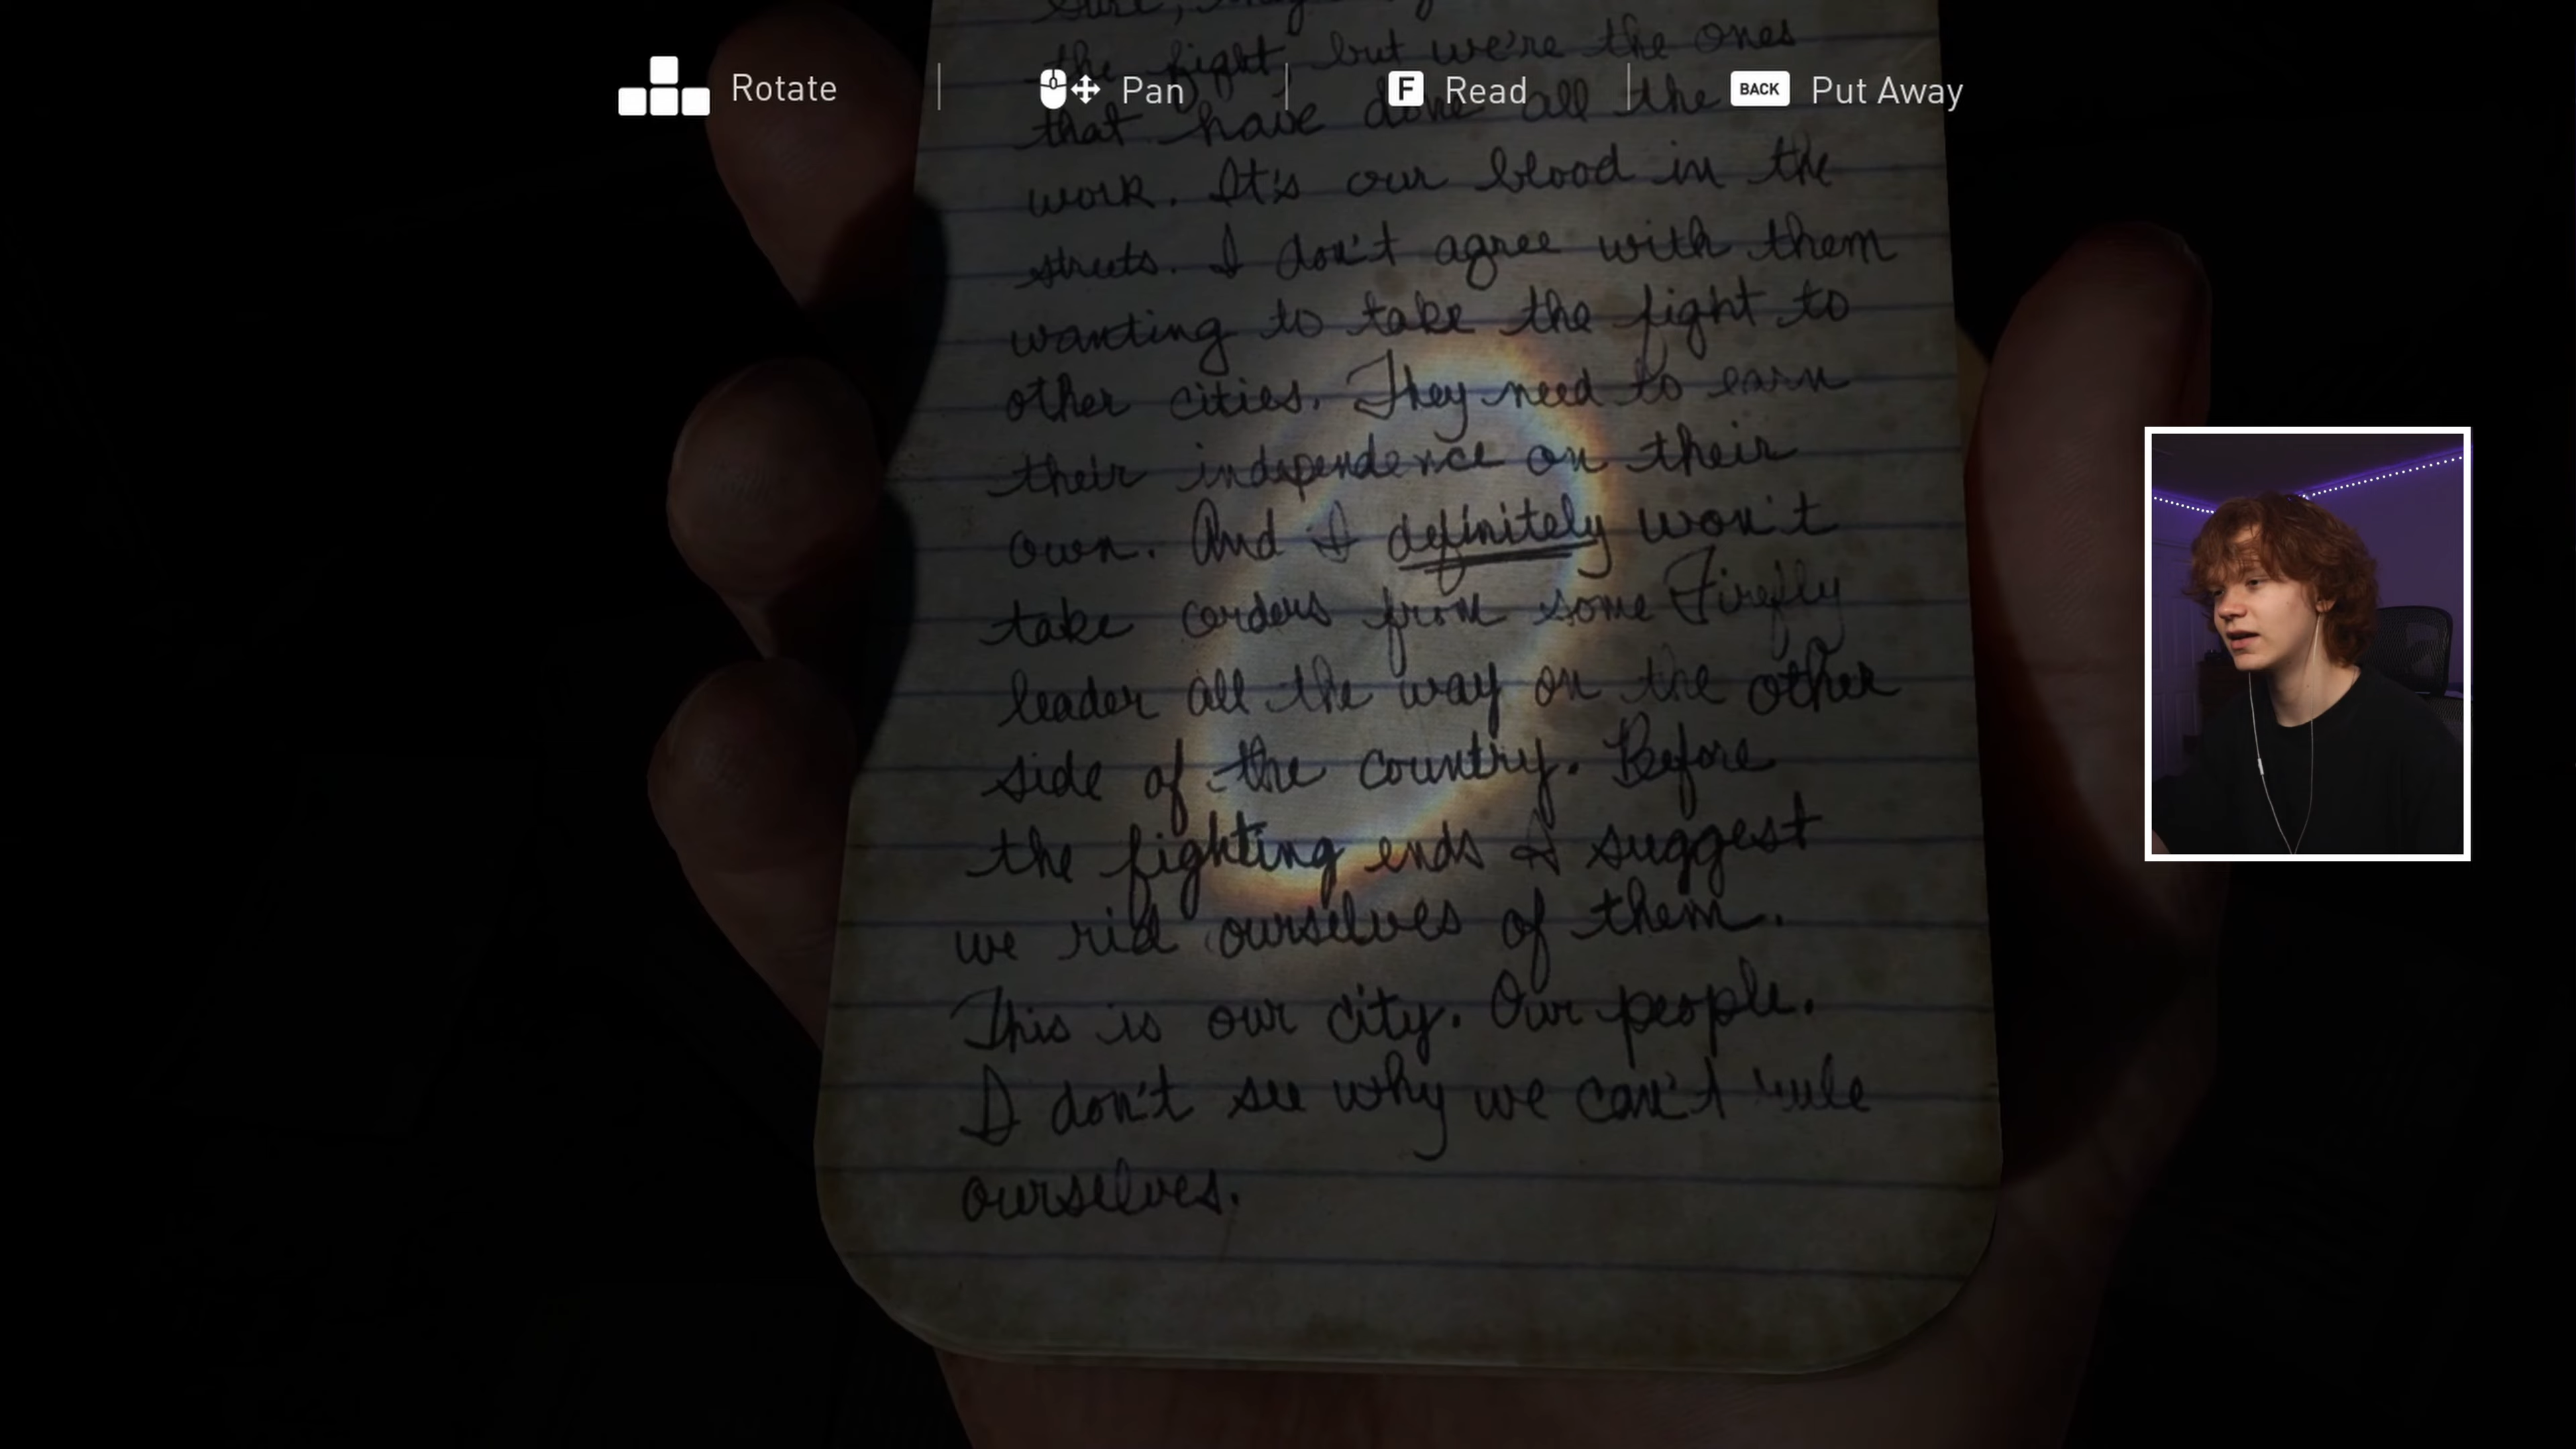 the fight, but we're the ones
Rotate | Pan | F Read | BACK Put Away
that have done all the
work. It's our blood in the
streets. I don't agree with them
wanting to take the fight to
other cities. They need to earn
their independence on their
own. And I definitely won't
take orders from some Firefly
leader all the way on the other
side of the country. Before
the fighting ends I suggest
we rid ourselves of them.
This is our city. Our people.
I don't see why we can't rule
ourselves.